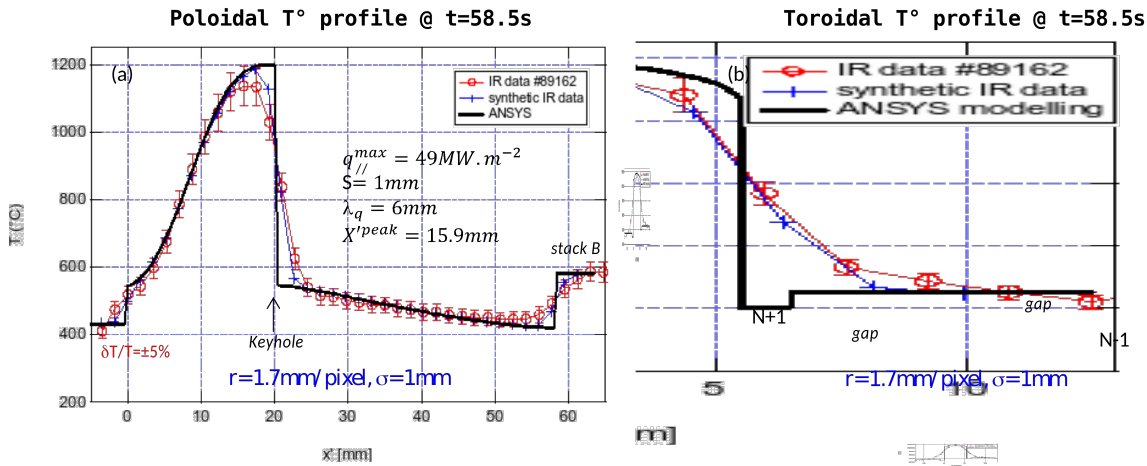 Poloidal T° profile @ t=58.5s
Toroidal T° profile @ t=58.5s
(a)
1200
1000
800
600
400
200
T (°C)
IR data #89162
synthetic IR data
ANSYS
q//max = 49MW.m−2
S= 1mm
λq = 6mm
X′peak = 15.9mm
stack B
Keyhole
δT/T=±5%
r=1.7mm/pixel, σ=1mm
0 10 20 30 40 50 60
x' [mm]
(b)
IR data #89162
synthetic IR data
ANSYS modelling
N+1
gap
gap
N-1
r=1.7mm/pixel, σ=1mm
5 10
m]